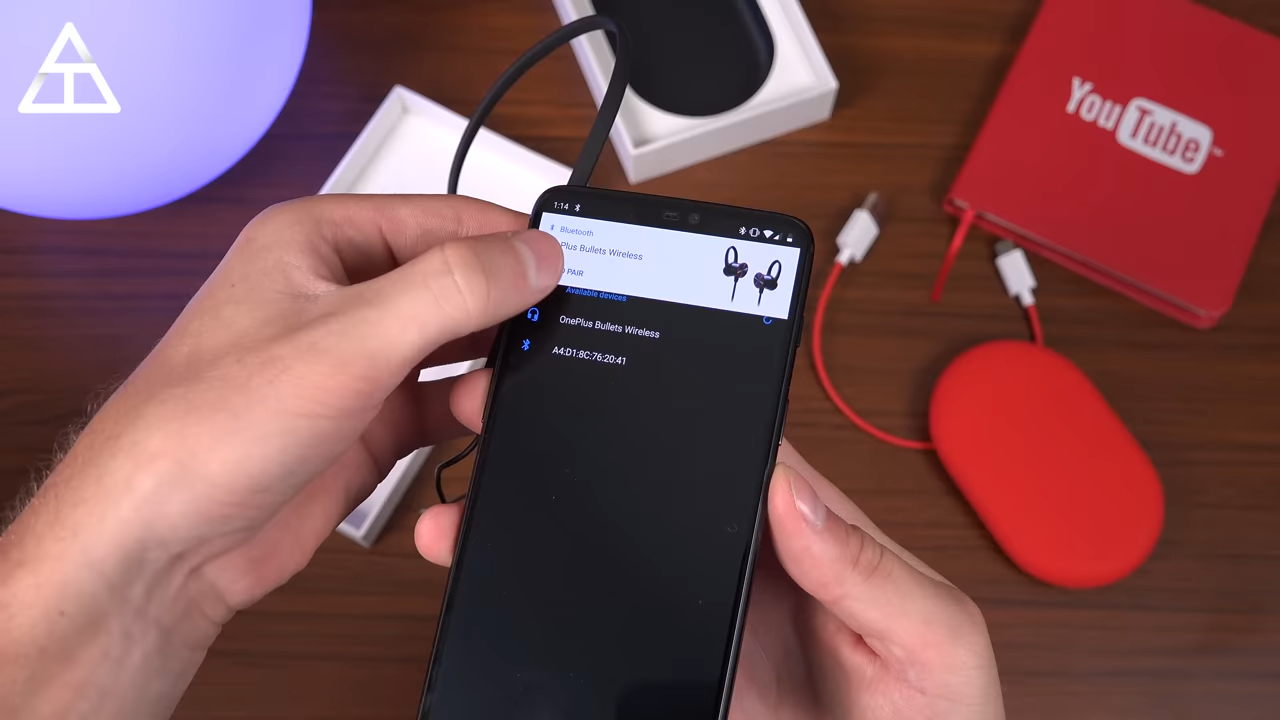 YouTube
1:14
Bluetooth
Plus Bullets Wireless
PAIR
Available devices
OnePlus Bullets Wireless
A4:D1:8C:76:20:41